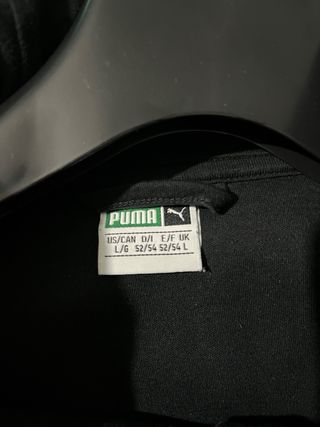 PUMA
US/CAN D/I E/F UK
L/G 52/54 52/54 L